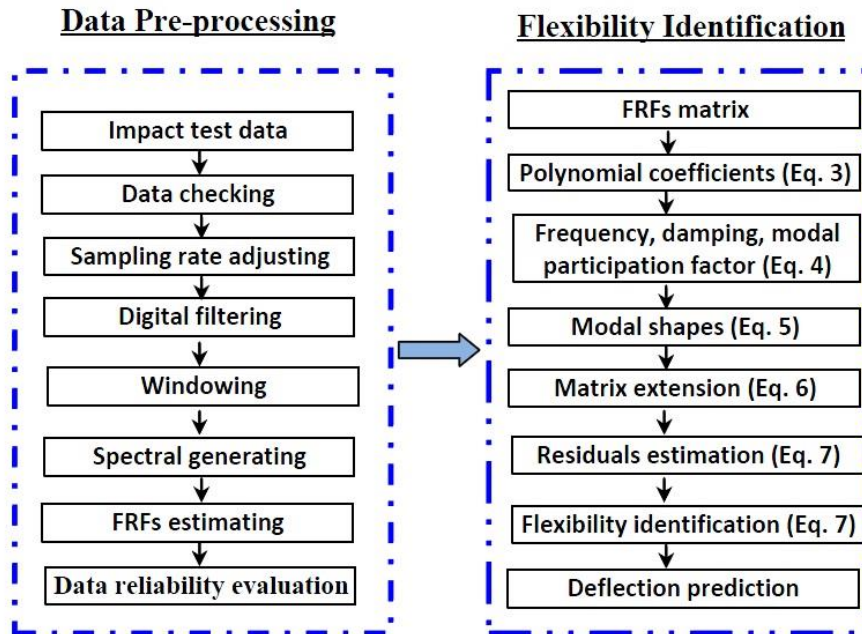 Data Pre-processing
Impact test data
Data checking
Sampling rate adjusting
Digital filtering
Windowing
Spectral generating
FRFs estimating
Data reliability evaluation
Flexibility Identification
FRFs matrix
Polynomial coefficients (Eq. 3)
Frequency, damping, modal
participation factor (Eq. 4)
Modal shapes (Eq. 5)
Matrix extension (Eq. 6)
Residuals estimation (Eq. 7)
Flexibility identification (Eq. 7)
Deflection prediction